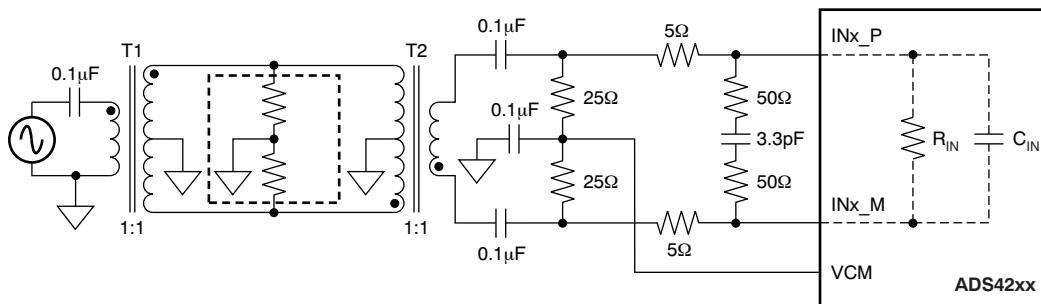 0.1μF
T1
1:1
T2
1:1
0.1μF
0.1μF
0.1μF
25Ω
25Ω
5Ω
5Ω
50Ω
3.3pF
50Ω
INx_P
R_IN
C_IN
INx_M
VCM
ADS42xx